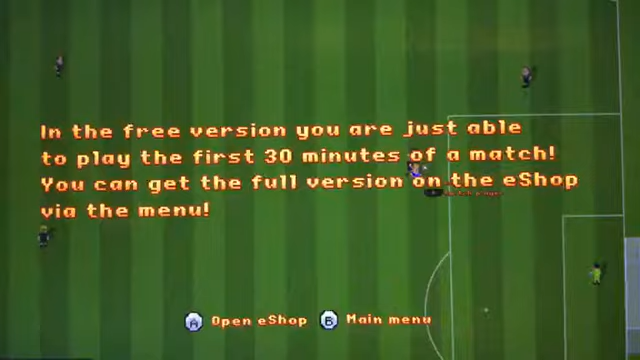 In the free version you are just able
to play the first 30 minutes of a match!
You can get the full version on the eShop
via the menu!
A Open eShop B Main menu